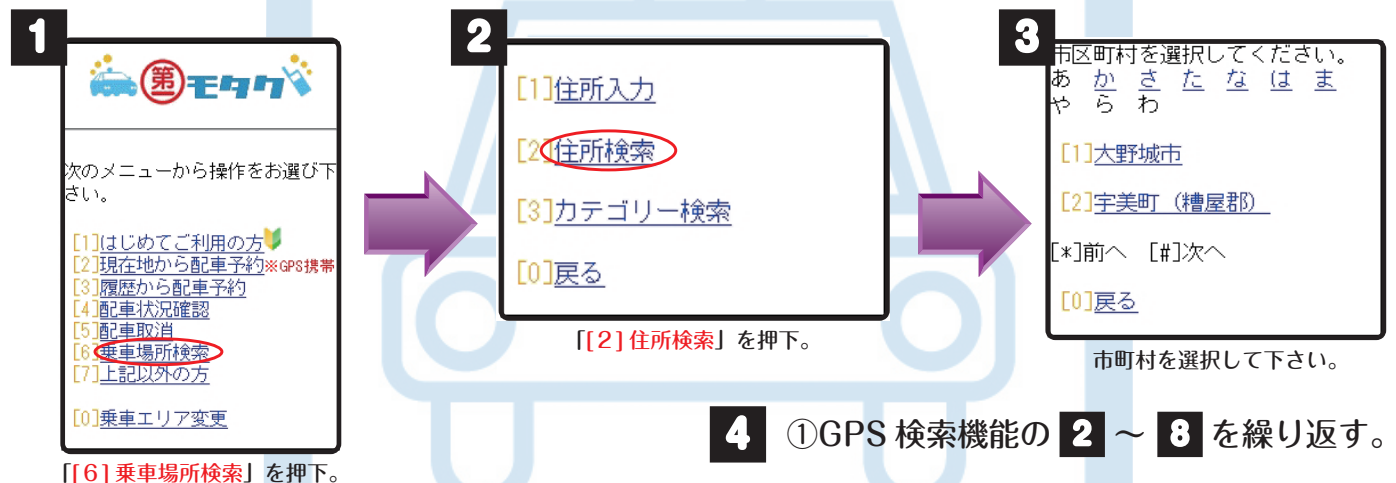 1
第一モタク
次のメニューから操作をお選び下
さい。
[1]はじめてご利用の方
[2]現在地から配車予約※GPS携帯
[3]履歴から配車予約
[4]配車状況確認
[5]配車取消
[6]乗車場所検索
[7]上記以外の方
[0]乗車エリア変更
「[6]乗車場所検索」を押下。
2
[1]住所入力
[2]住所検索
[3]カテゴリー検索
[0]戻る
「[2]住所検索」を押下。
3
市区町村を選択してください。
あ か さ た な は ま
や ら わ
[1]大野城市
[2]宇美町（糟屋郡）
[*]前へ [#]次へ
[0]戻る
市町村を選択して下さい。
4 ①GPS 検索機能の 2 ～ 8 を繰り返す。